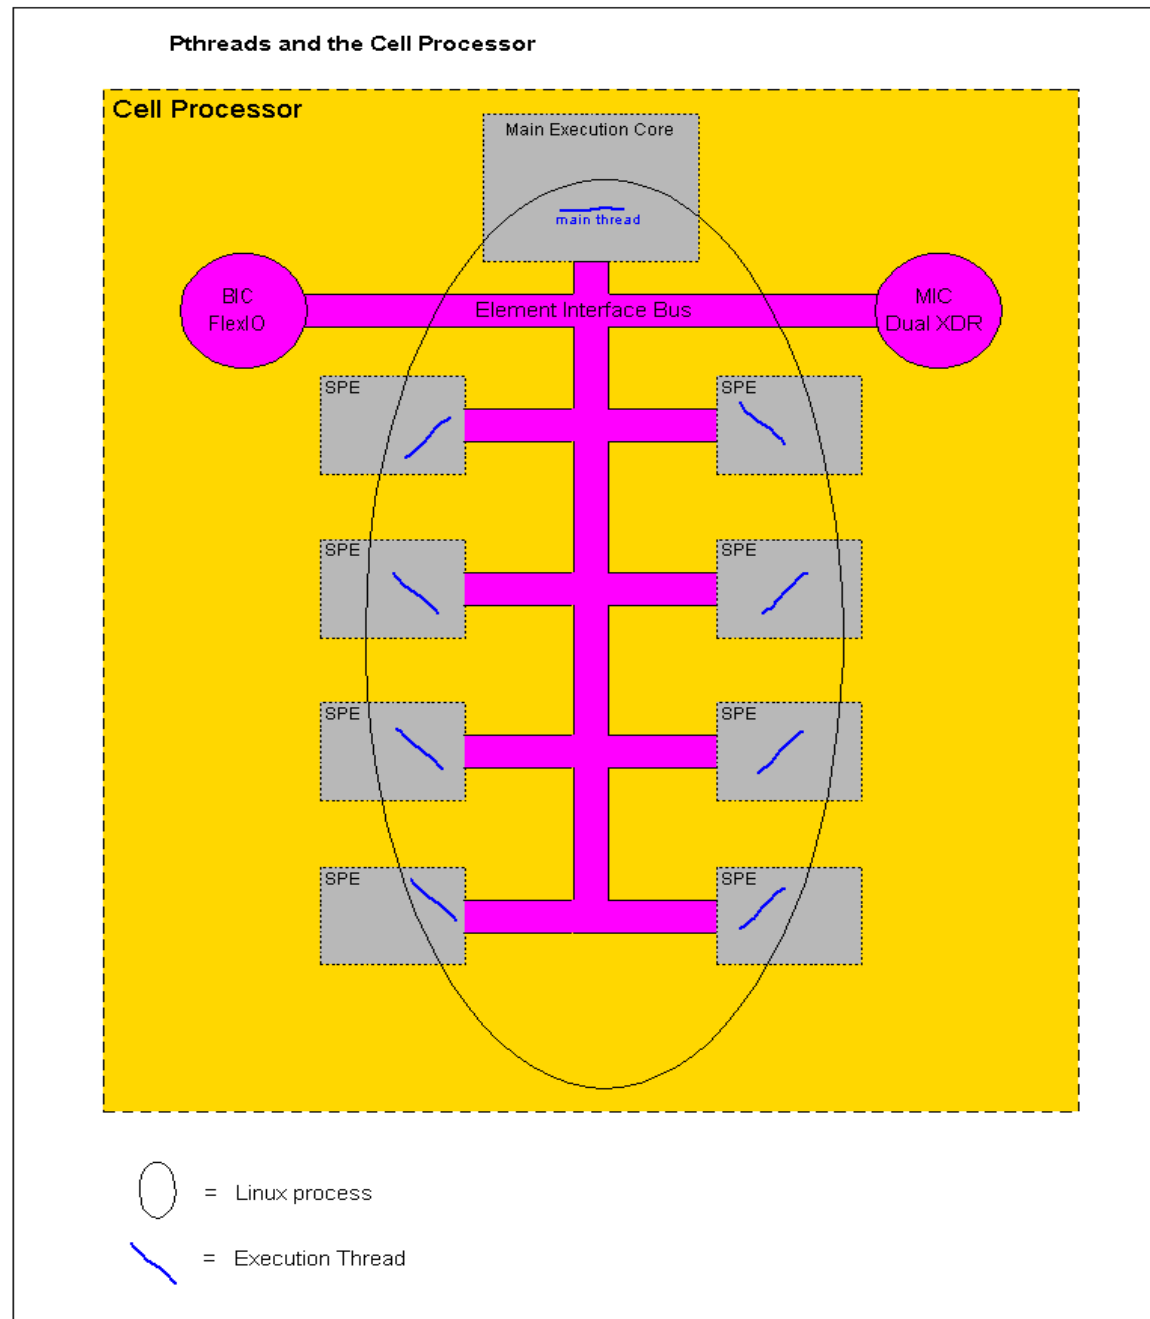 Pthreads and the Cell Processor
Cell Processor
Main Execution Core
main thread
BIC
FlexIO
Element Interface Bus
MIC
Dual XDR
SPE
SPE
SPE
SPE
SPE
SPE
SPE
SPE
= Linux process
= Execution Thread